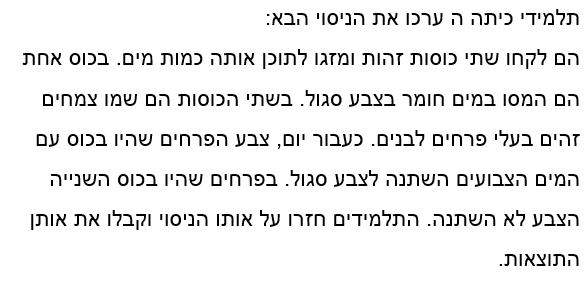 תלמידי כיתה ה ערכו את הניסוי הבא:
הם לקחו שתי כוסות זהות ומזגו לתוכן אותה כמות מים. בכוס אחת
הם המסו במים חומר בצבע סגול. בשתי הכוסות הם שמו צמחים
זהים בעלי פרחים לבנים. כעבור יום, צבע הפרחים שהיו בכוס עם
המים הצבועים השתנה לצבע סגול. בפרחים שהיו בכוס השנייה
הצבע לא השתנה. התלמידים חזרו על אותו הניסוי וקבלו את אותן
התוצאות.